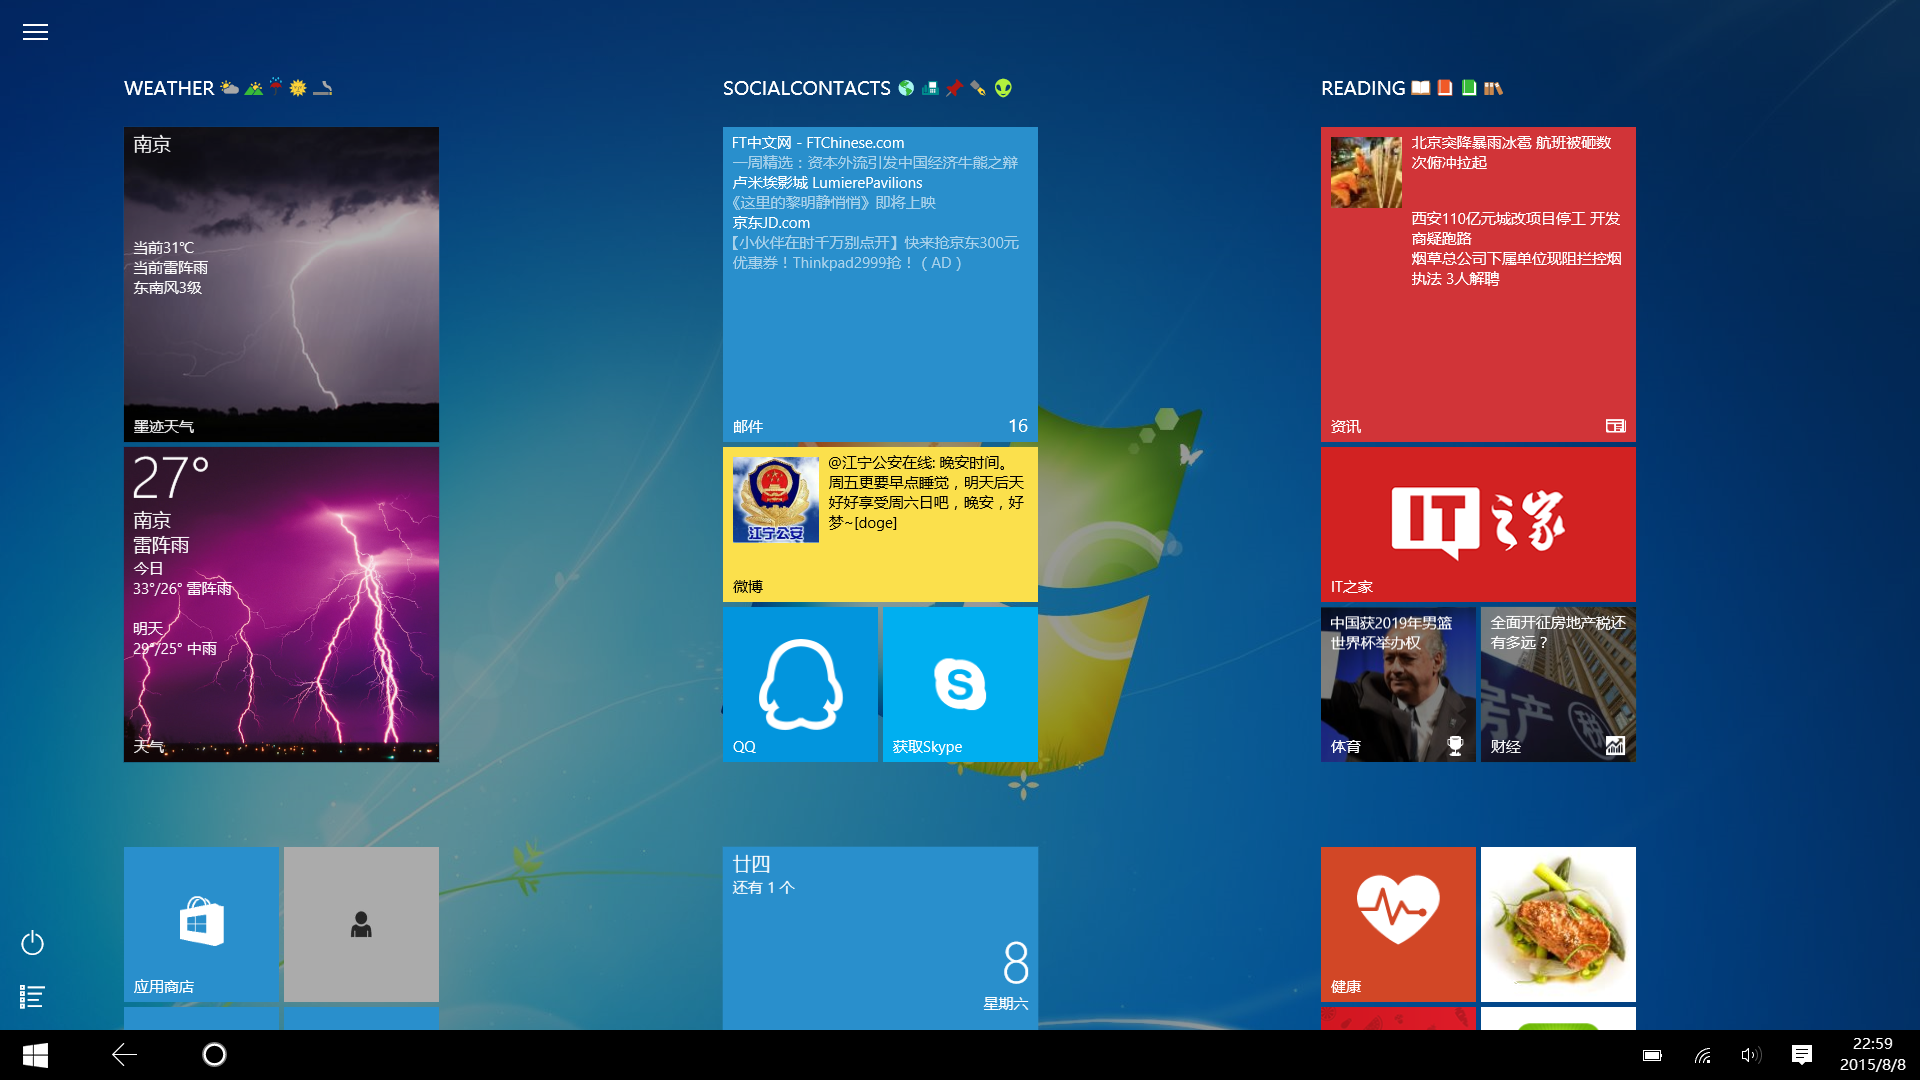 WEATHER
南京
当前31℃
当前雷阵雨
东南风3级
墨迹天气
27°
南京
雷阵雨
今日
33°/26° 雷阵雨
明天
29°/25° 中雨
天气
应用商店
SOCIALCONTACTS
FT中文网 - FTChinese.com
一周精选：资本外流引发中国经济牛熊之辩
卢米埃影城 LumierePavilions
《这里的黎明静悄悄》即将上映
京东JD.com
【小伙伴在时千万别点开】快来抢京东300元
优惠券！Thinkpad2999抢！（AD）
邮件
16
@江宁公安在线: 晚安时间。
周五更要早点睡觉，明天后天
好好享受周六日吧，晚安，好
梦~[doge]
江宁公安
微博
QQ
获取Skype
廿四
还有 1 个
8
星期六
READING
北京突降暴雨冰雹 航班被砸数
次俯冲拉起
西安110亿元城改项目停工 开发
商疑跑路
烟草总公司下属单位现阻拦控烟
执法 3人解聘
资讯
IT之家
IT之家
中国获2019年男篮
世界杯举办权
体育
全面开征房地产税还
有多远？
房产税
财经
健康
22:59
2015/8/8